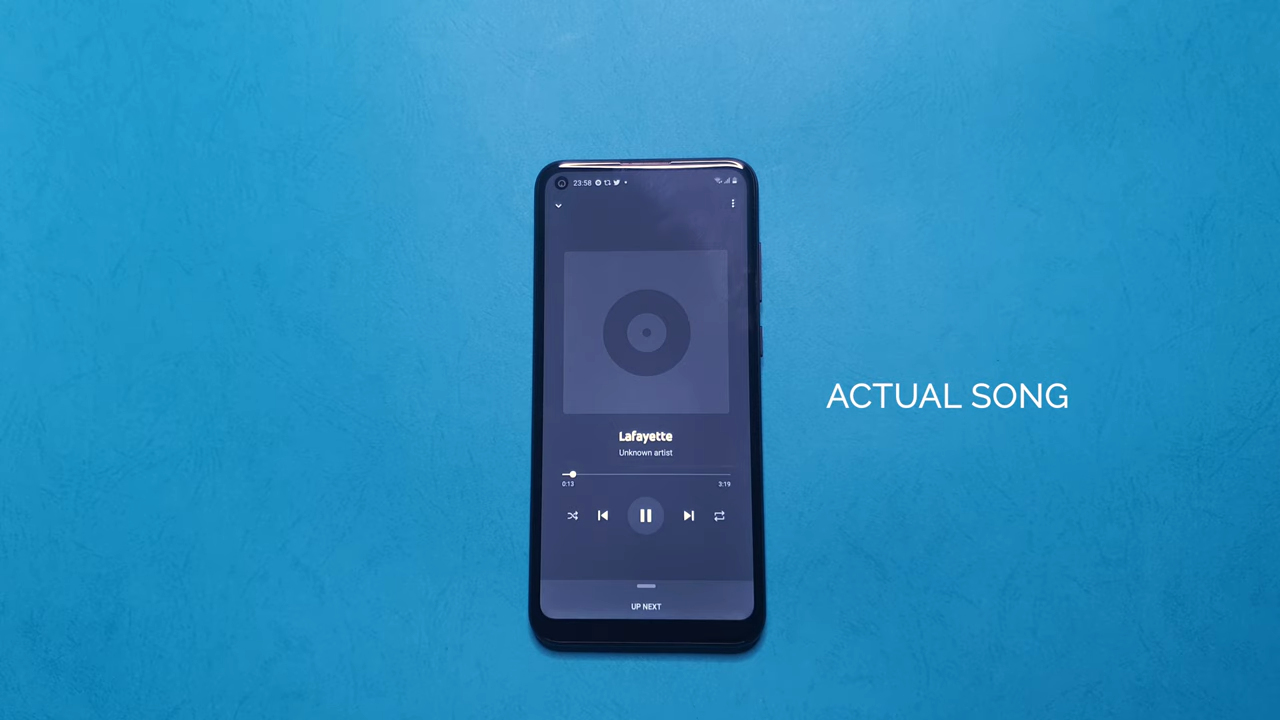 23:58
Lafayette
Unknown artist
0:13
3:19
UP NEXT
ACTUAL SONG